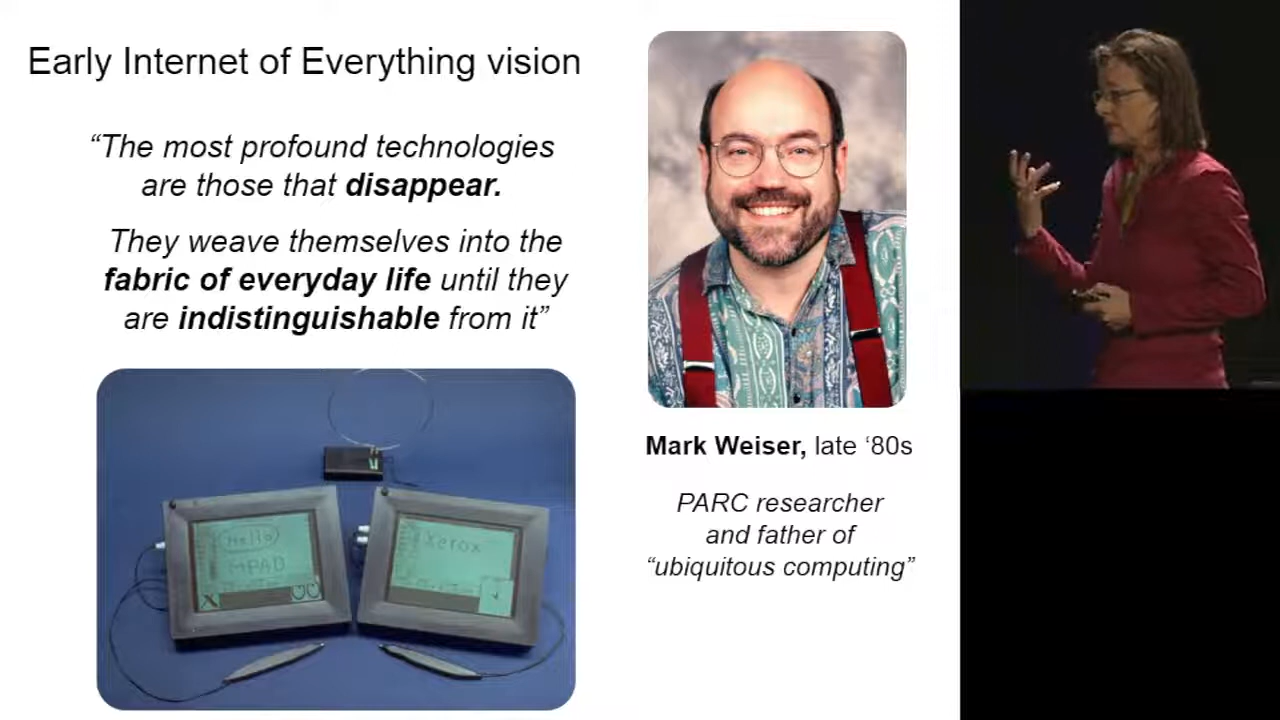 Early Internet of Everything vision
“The most profound technologies
are those that disappear.
They weave themselves into the
fabric of everyday life until they
are indistinguishable from it”
Hello
MPAD
Xerox
Mark Weiser, late ‘80s
PARC researcher
and father of
“ubiquitous computing”